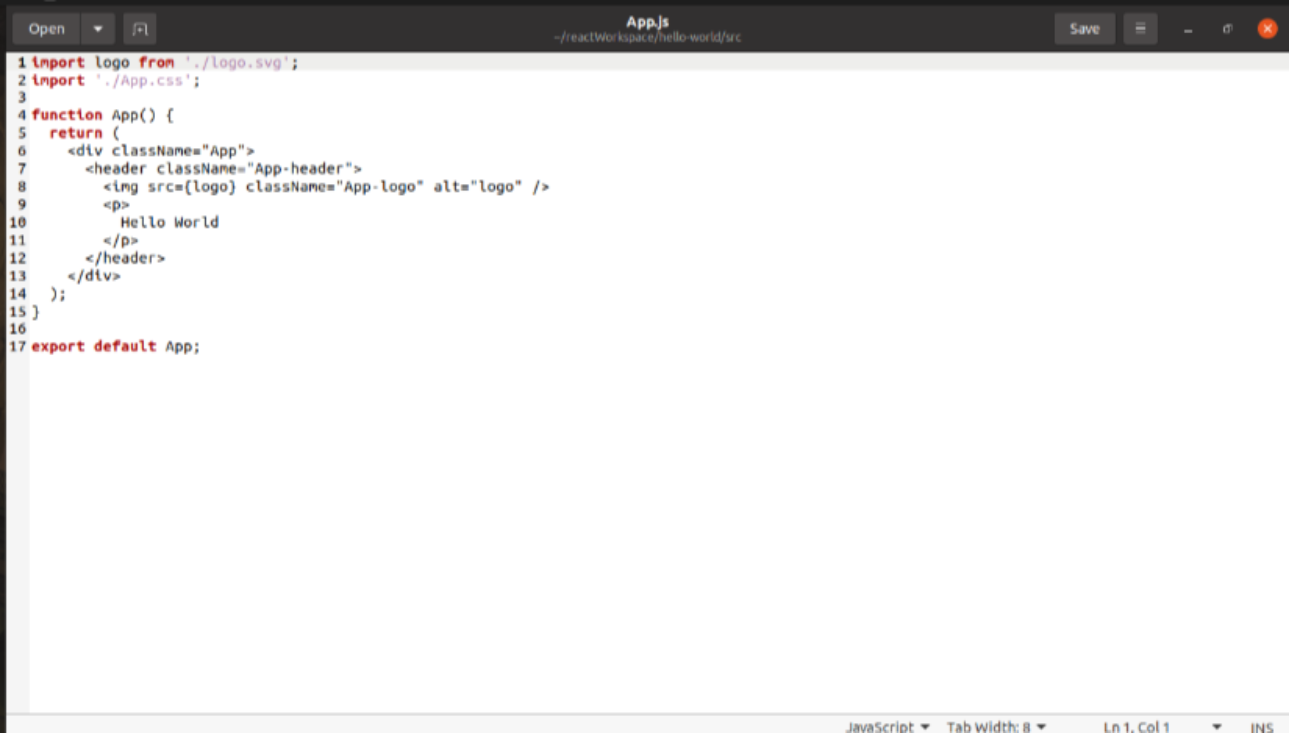 Open
App.js
~/reactWorkspace/hello-world/src
Save
1 import logo from './logo.svg';
2 import './App.css';
3
4 function App() {
5   return (
6     <div className="App">
7       <header className="App-header">
8         <img src={logo} className="App-logo" alt="logo" />
9         <p>
10           Hello World
11         </p>
12       </header>
13     </div>
14   );
15 }
16
17 export default App;
JavaScript Tab Width: 8 Ln 1, Col 1 INS